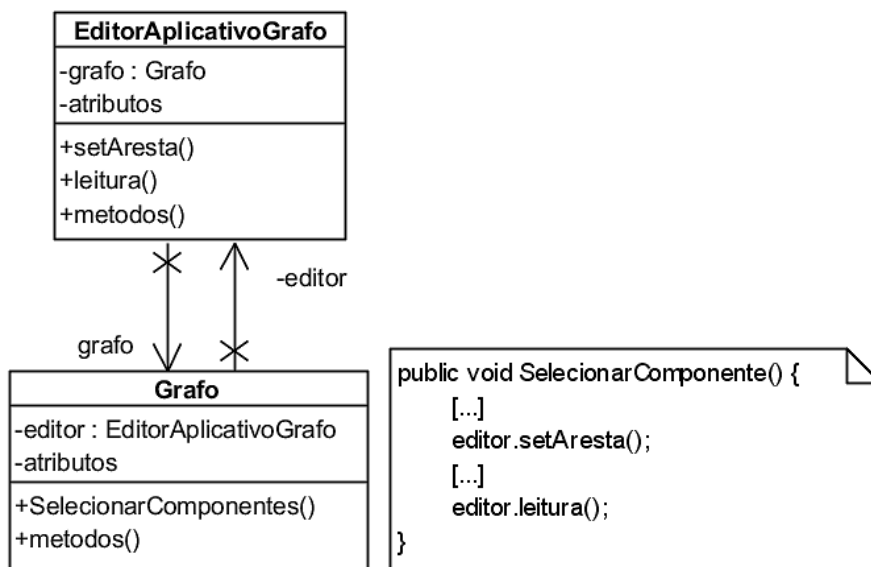 EditorAplicativoGrafo
-grafo : Grafo
-atributos
+setAresta()
+leitura()
+metodos()
-editor
grafo
Grafo
-editor : EditorAplicativoGrafo
-atributos
+SelecionarComponentes()
+metodos()
public void SelecionarComponente() {
[...]
editor.setAresta();
[...]
editor.leitura();
}